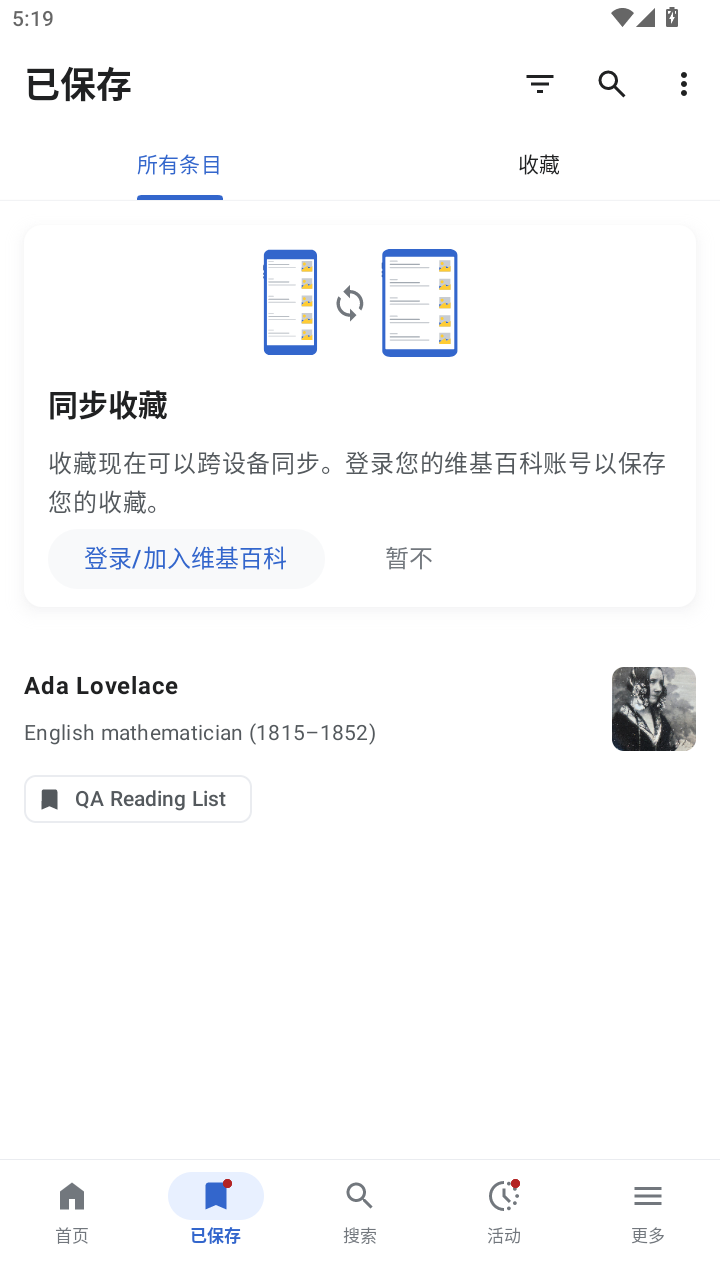 5:19
已保存
所有条目
收藏
同步收藏
收藏现在可以跨设备同步。登录您的维基百科账号以保存
您的收藏。
登录/加入维基百科
暂不
Ada Lovelace
English mathematician (1815–1852)
QA Reading List
首页
已保存
搜索
活动
更多